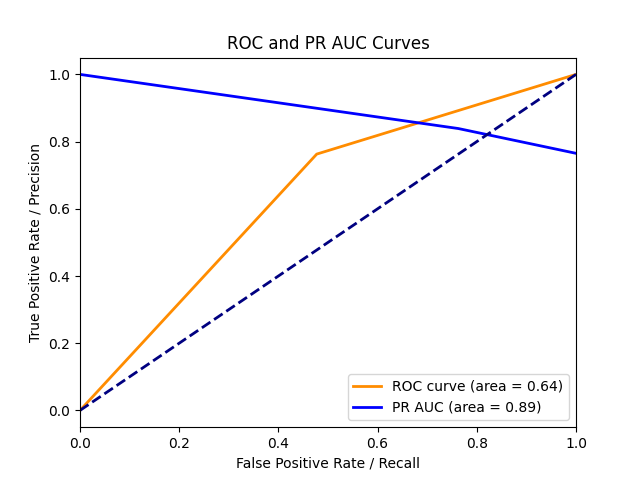 ROC and PR AUC Curves
True Positive Rate / Precision
1.0
0.8
0.6
0.4
0.2
0.0
0.0 0.2 0.4 0.6 0.8 1.0
False Positive Rate / Recall
ROC curve (area = 0.64)
PR AUC (area = 0.89)